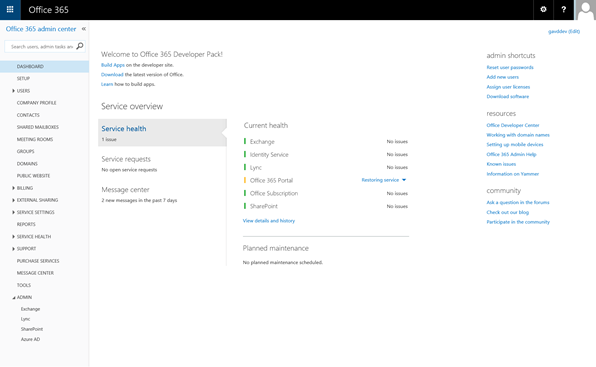 Office 365
?
Office 365 admin center «
Search users, admin tasks an
DASHBOARD
SETUP
USERS
COMPANY PROFILE
CONTACTS
SHARED MAILBOXES
MEETING ROOMS
GROUPS
DOMAINS
PUBLIC WEBSITE
BILLING
EXTERNAL SHARING
SERVICE SETTINGS
REPORTS
SERVICE HEALTH
SUPPORT
PURCHASE SERVICES
MESSAGE CENTER
TOOLS
ADMIN
Exchange
Lync
SharePoint
Azure AD
Welcome to Office 365 Developer Pack!
Build Apps on the developer site.
Download the latest version of Office.
Learn how to build apps.
Service overview
Service health
1 issue
Service requests
No open service requests
Message center
2 new messages in the past 7 days
Current health
Exchange No issues
Identity Service No issues
Lync No issues
Office 365 Portal Restoring service
Office Subscription No issues
SharePoint No issues
View details and history
Planned maintenance
No planned maintenance scheduled.
(Edit)
admin shortcuts
Reset user passwords
Add new users
Assign user licenses
Download software
resources
Office Developer Center
Working with domain names
Setting up mobile devices
Office 365 Admin Help
Known issues
Information on Yammer
community
Ask a question in the forums
Check out our blog
Participate in the community